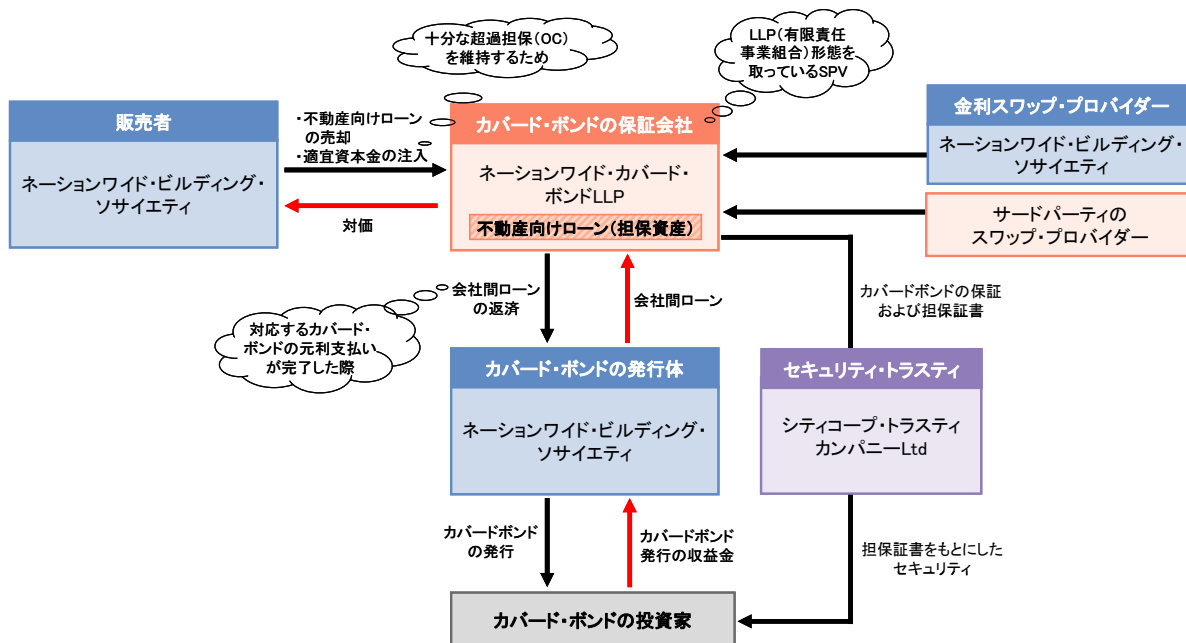 十分な超過担保(OC)
を維持するため
LLP(有限責任
事業組合)形態を
取っているSPV
販売者
ネーションワイド・ビルディング・
ソサイエティ
・不動産向けローン
の売却
・適宜資本金の注入
対価
カバード・ボンドの保証会社
ネーションワイド・カバード・
ボンドLLP
不動産向けローン(担保資産)
金利スワップ・プロバイダー
ネーションワイド・ビルディング・
ソサイエティ
サードパーティの
スワップ・プロバイダー
会社間ローン
の返済
会社間ローン
対応するカバード・
ボンドの元利支払い
が完了した際
カバードボンドの保証
および担保証書
カバード・ボンドの発行体
ネーションワイド・ビルディング・
ソサイエティ
セキュリティ・トラスティ
シティコープ・トラスティ
カンパニーLtd
カバードボンド
の発行
カバードボンド
発行の収益金
担保証書をもとにした
セキュリティ
カバード・ボンドの投資家